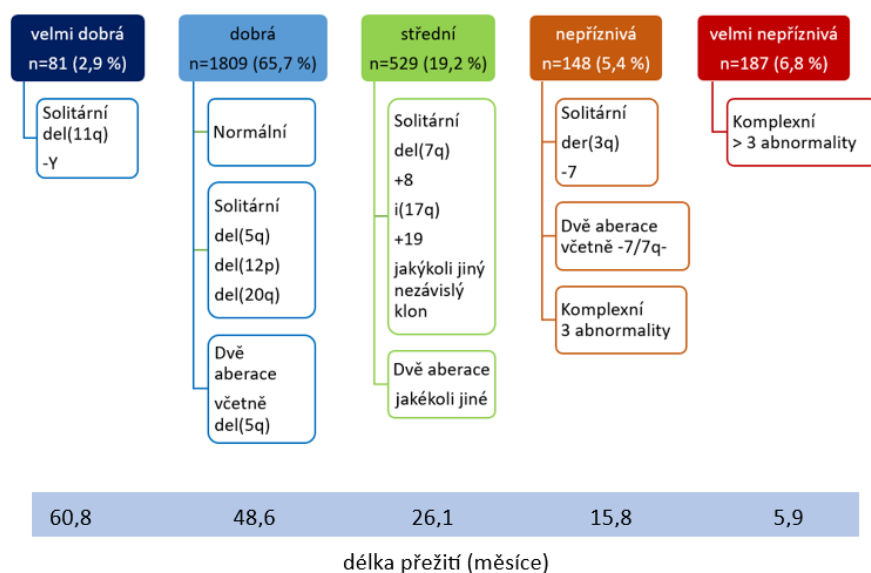 velmi dobrá
n=81 (2,9 %)
Solitární
del(11q)
-Y
dobrá
n=1809 (65,7 %)
Normální
Solitární
del(5q)
del(12p)
del(20q)
Dvě
aberace
včetně
del(5q)
střední
n=529 (19,2 %)
Solitární
del(7q)
+8
i(17q)
+19
jakýkoli jiný
nezávislý
klon
Dvě aberace
jakékoli jiné
nepříznivá
n=148 (5,4 %)
Solitární
der(3q)
-7
Dvě aberace
včetně -7/7q-
Komplexní
3 abnormality
velmi nepříznivá
n=187 (6,8 %)
Komplexní
> 3 abnormality
60,8 48,6 26,1 15,8 5,9
délka přežití (měsíce)